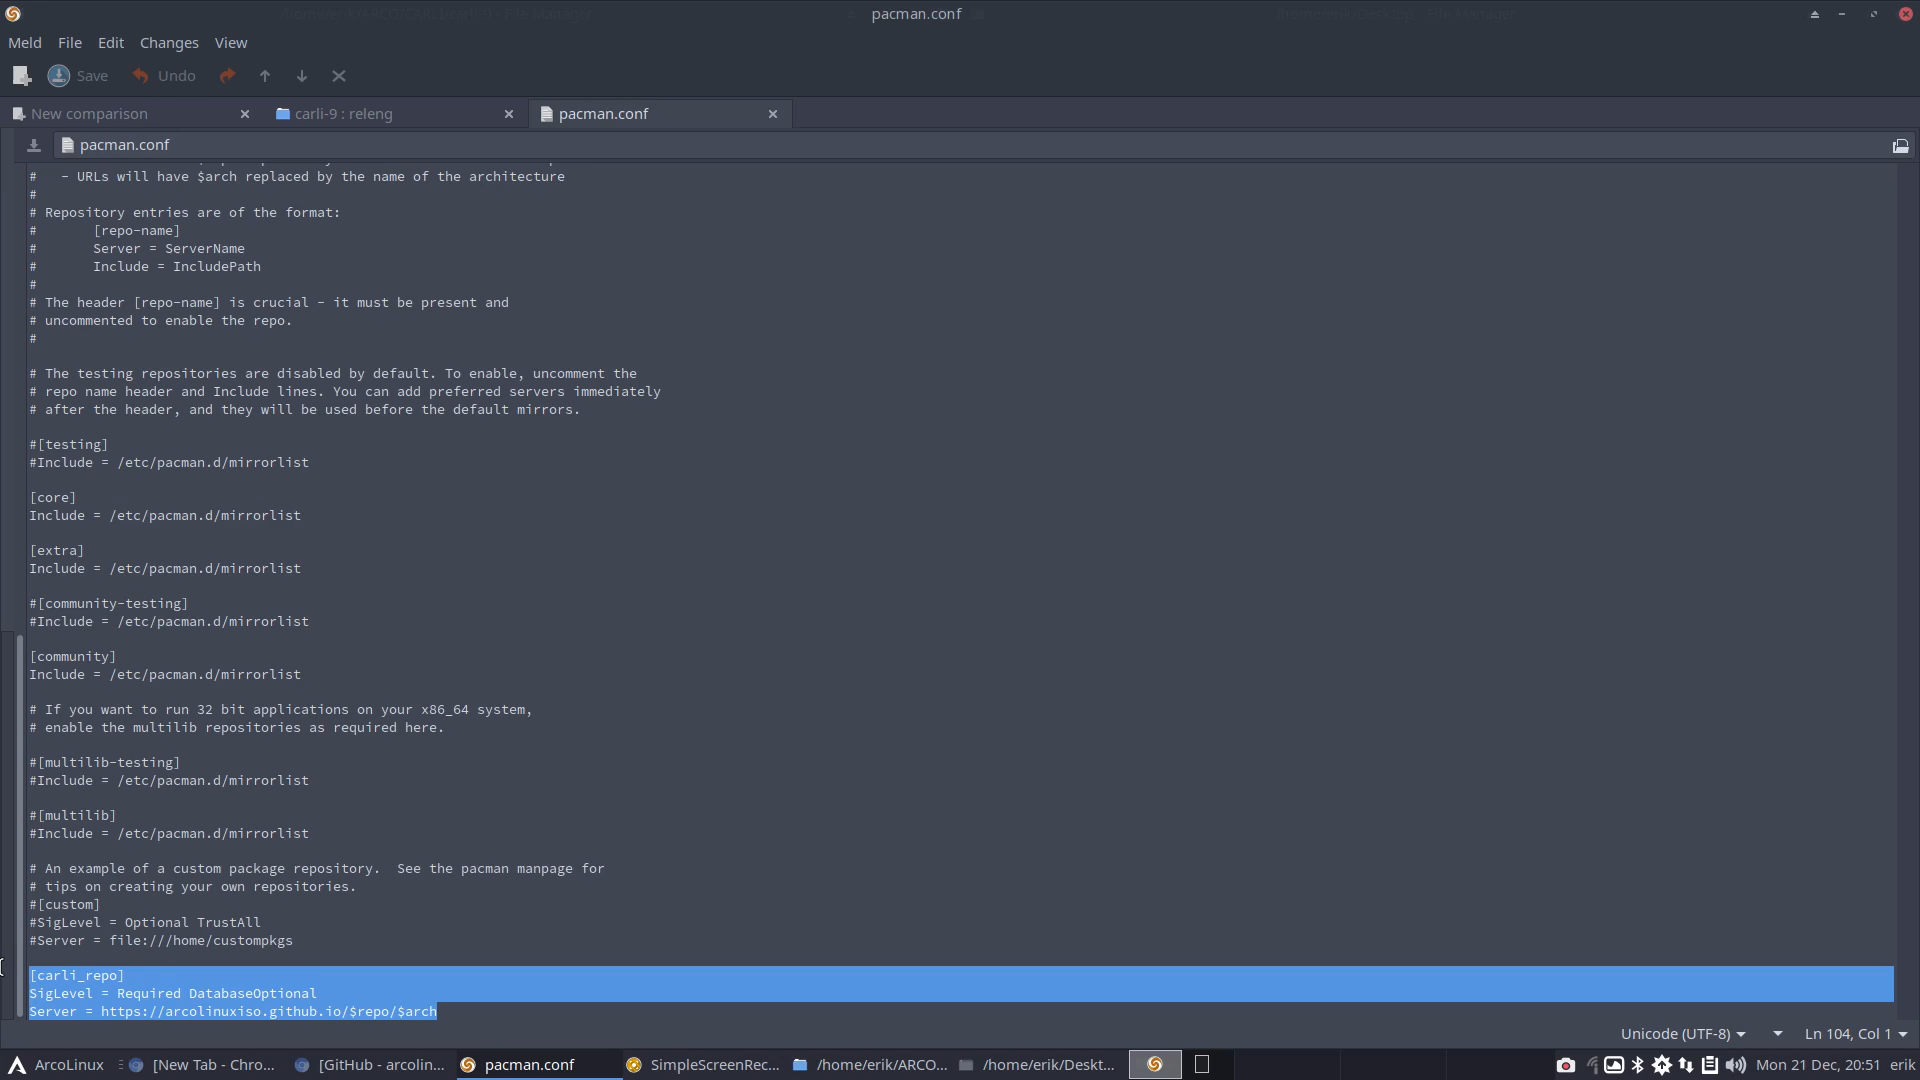 pacman.conf
Meld File Edit Changes View
Save Undo
New comparison carli-9 : releng pacman.conf
pacman.conf
#   - URLs will have $arch replaced by the name of the architecture
#
# Repository entries are of the format:
#       [repo-name]
#       Server = ServerName
#       Include = IncludePath
#
# The header [repo-name] is crucial - it must be present and
# uncommented to enable the repo.
#
# The testing repositories are disabled by default. To enable, uncomment the
# repo name header and Include lines. You can add preferred servers immediately
# after the header, and they will be used before the default mirrors.
#[testing]
#Include = /etc/pacman.d/mirrorlist
[core]
Include = /etc/pacman.d/mirrorlist
[extra]
Include = /etc/pacman.d/mirrorlist
#[community-testing]
#Include = /etc/pacman.d/mirrorlist
[community]
Include = /etc/pacman.d/mirrorlist
# If you want to run 32 bit applications on your x86_64 system,
# enable the multilib repositories as required here.
#[multilib-testing]
#Include = /etc/pacman.d/mirrorlist
#[multilib]
#Include = /etc/pacman.d/mirrorlist
# An example of a custom package repository.  See the pacman manpage for
# tips on creating your own repositories.
#[custom]
#SigLevel = Optional TrustAll
#Server = file:///home/custompkgs
[carli_repo]
SigLevel = Required DatabaseOptional
Server = https://arcolinuxiso.github.io/$repo/$arch
Unicode (UTF-8) Ln 104, Col 1
ArcoLinux [New Tab - Chro... [GitHub - arcolin... pacman.conf SimpleScreenRec... /home/erik/ARCO... /home/erik/Deskt... Mon 21 Dec, 20:51 erik